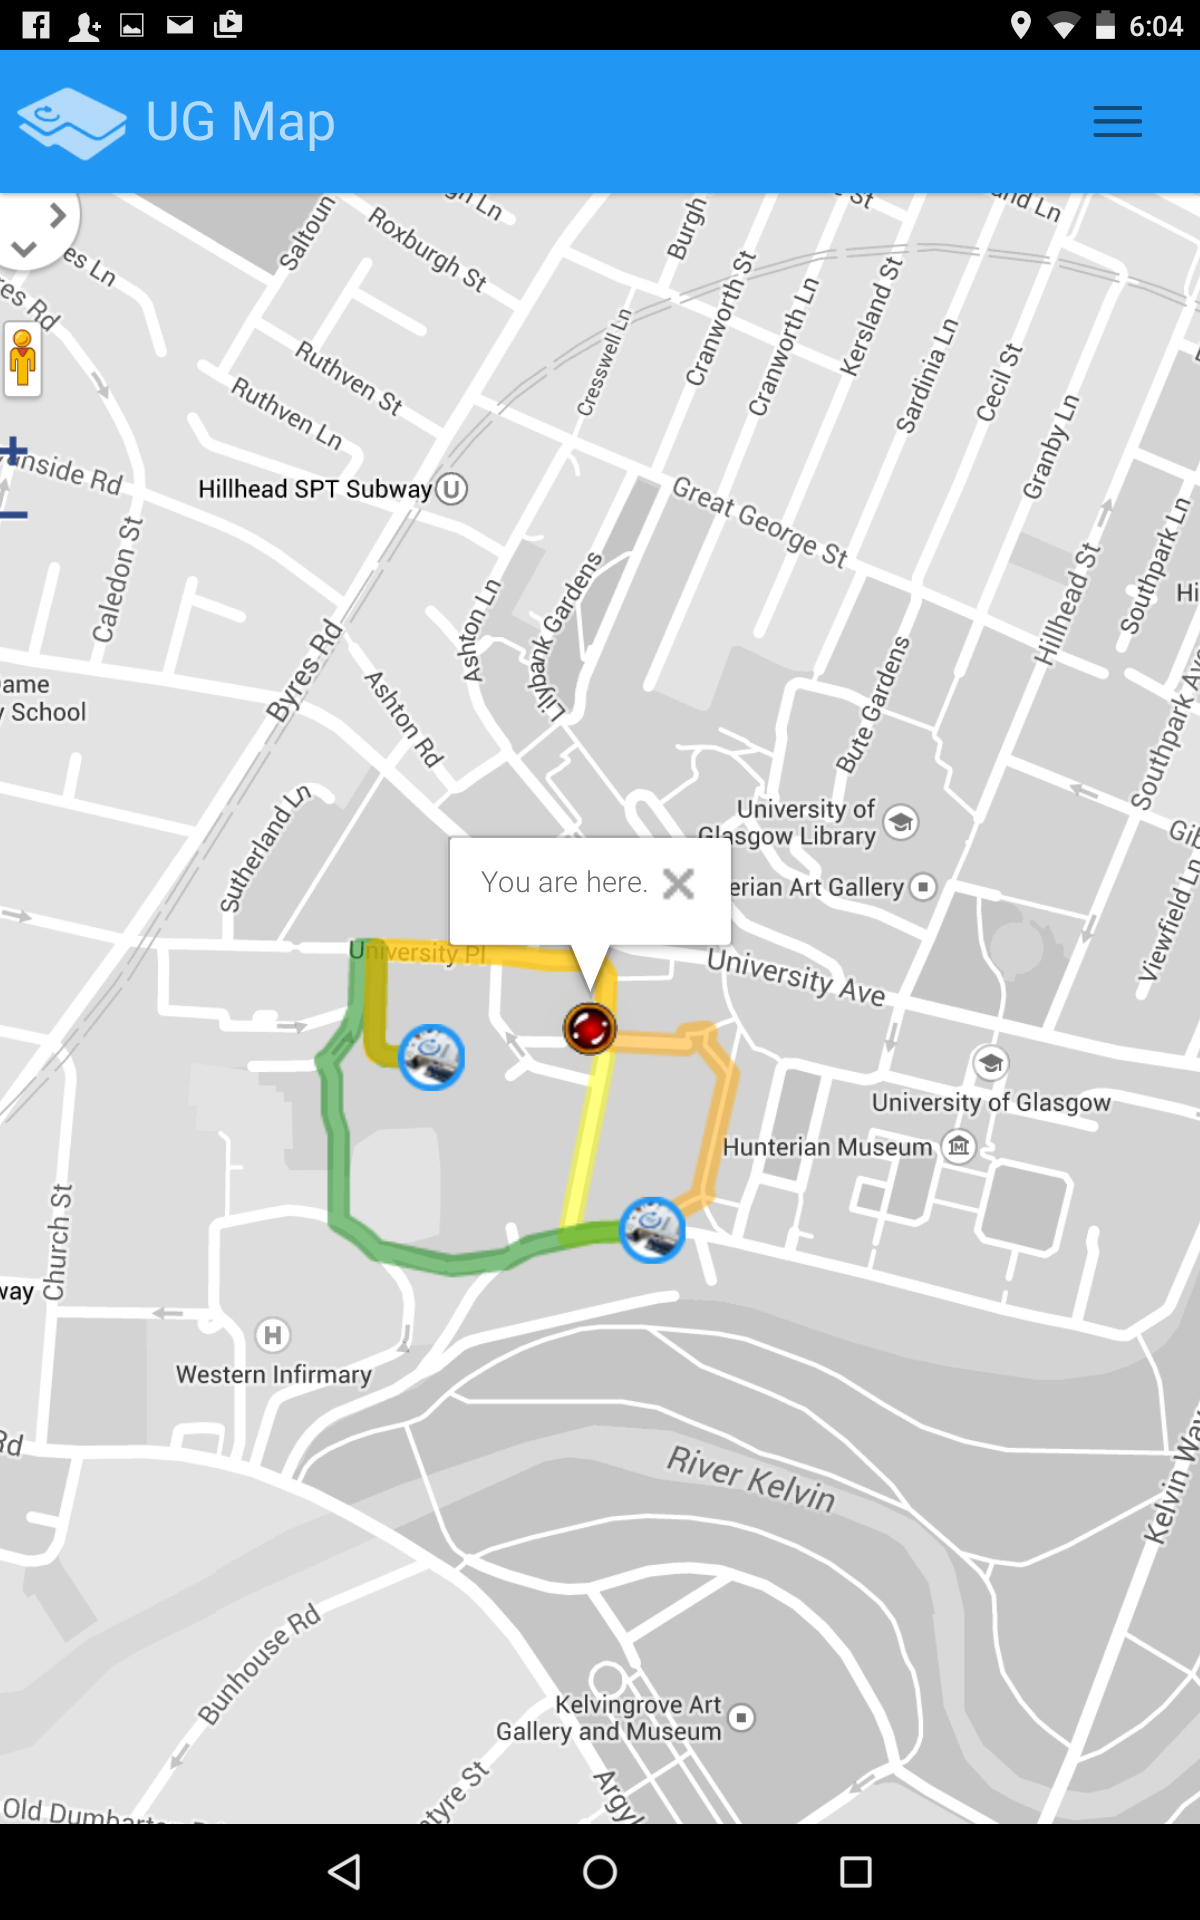 6:04
UG Map
Saltoun
Roxburgh St
gh Ln
Burgh
St
and Ln
es Ln
res Rd
Cranworth St
Cranworth Ln
Kersland St
Cresswell Ln
Sardinia Ln
Cecil St
Granby Ln
Ruthven St
Ruthven Ln
nside Rd
Hillhead SPT Subway
U
Great George St
Caledon St
Southpark Ln
Hillhead St
Hi
Ashton Ln
Lilybank Gardens
Byres Rd
Ashton Rd
Bute Gardens
Southpark Ave
ame
y School
Sutherland Ln
University of
Glasgow Library
Gib
You are here.
erian Art Gallery
Viewfield Ln
University Pl
University Ave
University of Glasgow
Hunterian Museum
M
Church St
way
H
Western Infirmary
Rd
River Kelvin
Kelvin Way
Bunhouse Rd
Kelvingrove Art
Gallery and Museum
Argyl
ntyre St
Old Dumbarto